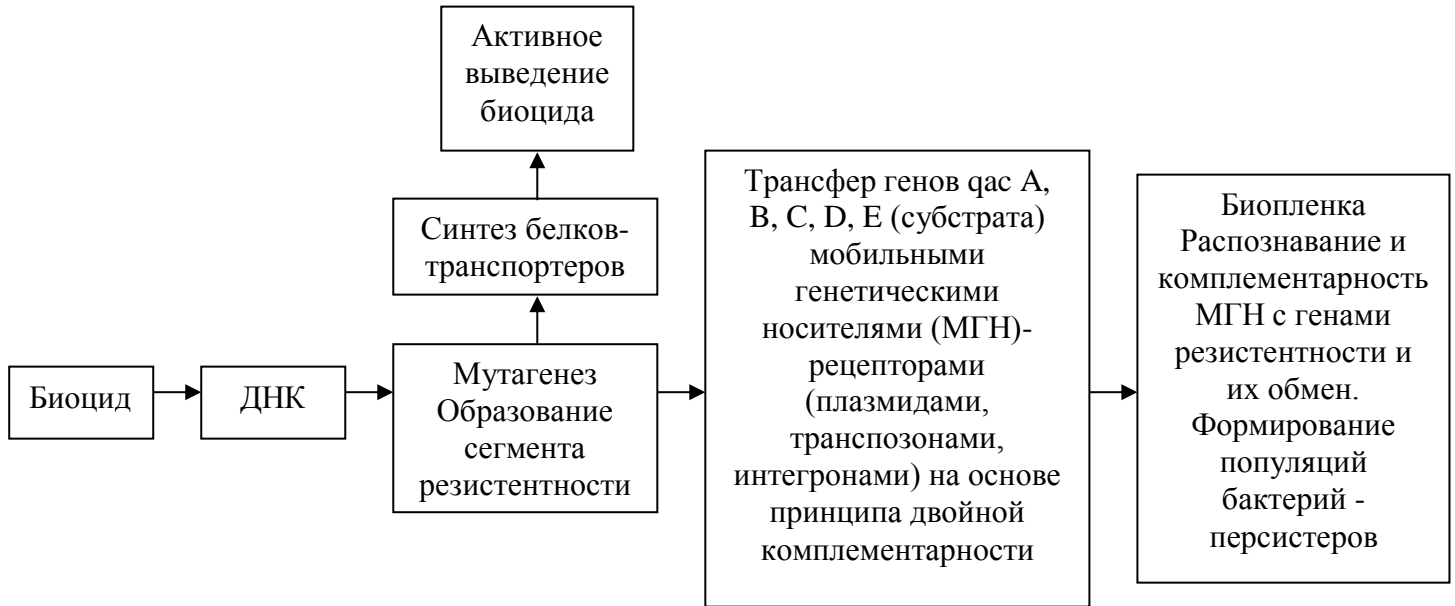 Активное
выведение
биоцида
Синтез белков-
транспортеров
Биоцид
ДНК
Мутагенез
Образование
сегмента
резистентности
Трансфер генов qac A,
B, C, D, E (субстрата)
мобильными
генетическими
носителями (МГН)-
рецепторами
(плазмидами,
транспозонами,
интегронами) на основе
принципа двойной
комплементарности
Биопленка
Распознавание и
комплементарность
МГН с генами
резистентности и
их обмен.
Формирование
популяций
бактерий -
персистеров